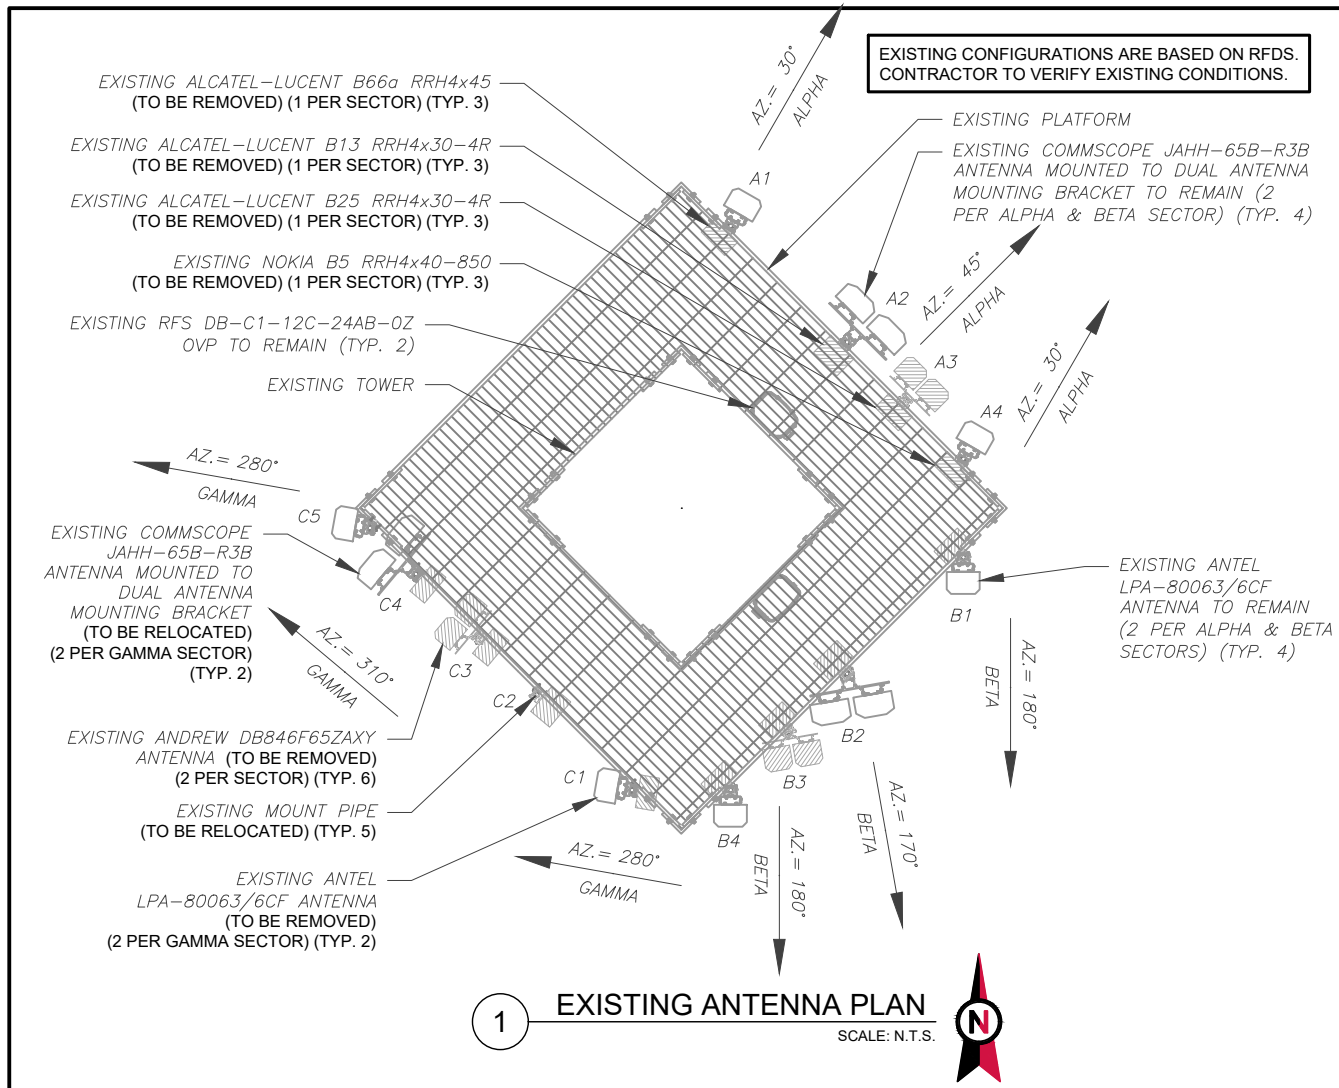 EXISTING CONFIGURATIONS ARE BASED ON RFDS.
CONTRACTOR TO VERIFY EXISTING CONDITIONS.
EXISTING ALCATEL-LUCENT B66a RRH4x45
(TO BE REMOVED) (1 PER SECTOR) (TYP. 3)
EXISTING ALCATEL-LUCENT B13 RRH4x30-4R
(TO BE REMOVED) (1 PER SECTOR) (TYP. 3)
EXISTING ALCATEL-LUCENT B25 RRH4x30-4R
(TO BE REMOVED) (1 PER SECTOR) (TYP. 3)
EXISTING NOKIA B5 RRH4x40-850
(TO BE REMOVED) (1 PER SECTOR) (TYP. 3)
EXISTING RFS DB-C1-12C-24AB-0Z
OVP TO REMAIN (TYP. 2)
EXISTING TOWER
AZ.= 30°
ALPHA
EXISTING PLATFORM
EXISTING COMMSCOPE JAHH-65B-R3B
ANTENNA MOUNTED TO DUAL ANTENNA
MOUNTING BRACKET TO REMAIN (2
PER ALPHA & BETA SECTOR) (TYP. 4)
A1
A2
AZ.= 45°
ALPHA
A3
A4
AZ.= 30°
ALPHA
AZ.= 280°
GAMMA
C5
EXISTING COMMSCOPE
JAHH-65B-R3B
ANTENNA MOUNTED TO
DUAL ANTENNA
MOUNTING BRACKET
(TO BE RELOCATED)
(2 PER GAMMA SECTOR)
(TYP. 2)
C4
AZ.= 310°
GAMMA
C3
C2
EXISTING ANTEL
LPA-80063/6CF
ANTENNA TO REMAIN
(2 PER ALPHA & BETA
SECTORS) (TYP. 4)
B1
AZ.= 180°
BETA
B2
B3
AZ.= 170°
BETA
EXISTING ANDREW DB846F65ZAXY
ANTENNA (TO BE REMOVED)
(2 PER SECTOR) (TYP. 6)
EXISTING MOUNT PIPE
(TO BE RELOCATED) (TYP. 5)
C1
B4
AZ.= 180°
BETA
AZ.= 280°
GAMMA
EXISTING ANTEL
LPA-80063/6CF ANTENNA
(TO BE REMOVED)
(2 PER GAMMA SECTOR) (TYP. 2)
1
EXISTING ANTENNA PLAN
SCALE: N.T.S.
N